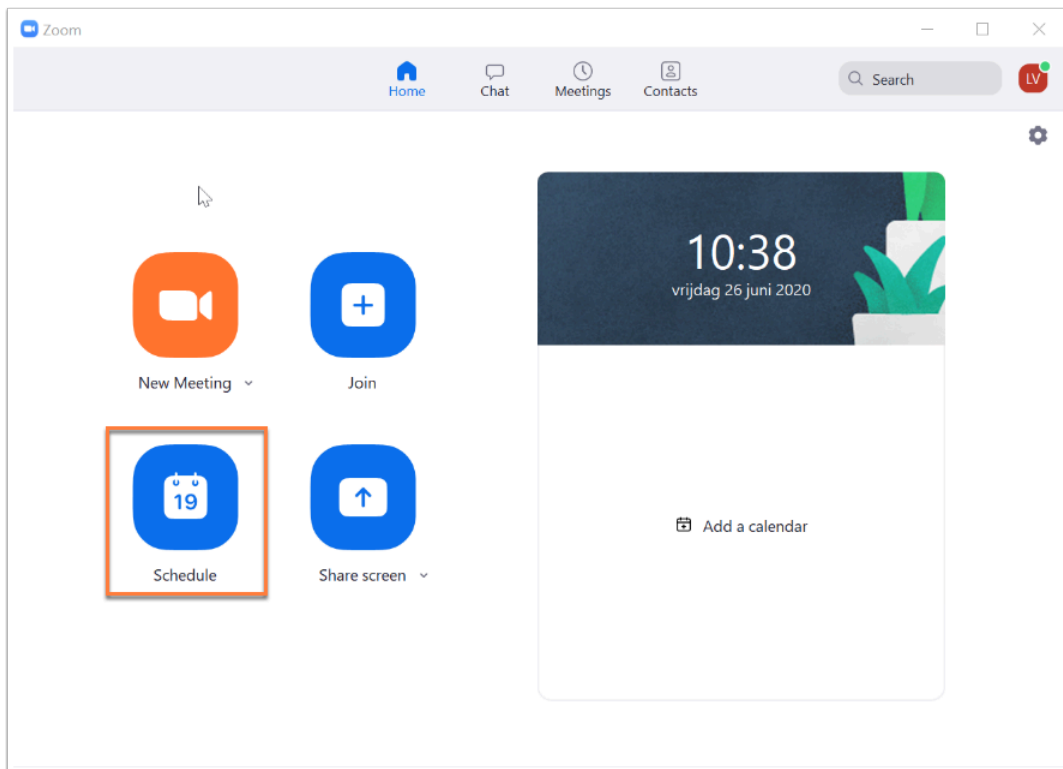 Zoom
Home
Chat
Meetings
Contacts
Search
LV
10:38
vrijdag 26 juni 2020
New Meeting
Join
19
Schedule
Share screen
Add a calendar